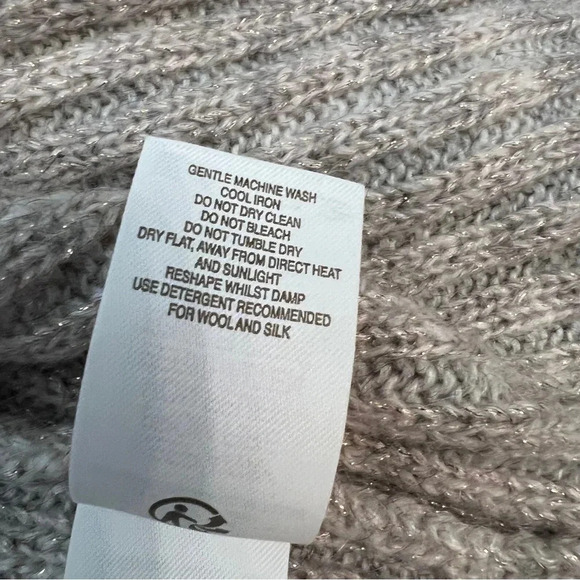 GENTLE MACHINE WASH
COOL IRON
DO NOT DRY CLEAN
DO NOT BLEACH
DO NOT TUMBLE DRY
DRY FLAT, AWAY FROM DIRECT HEAT
AND SUNLIGHT
RESHAPE WHILST DAMP
USE DETERGENT RECOMMENDED
FOR WOOL AND SILK